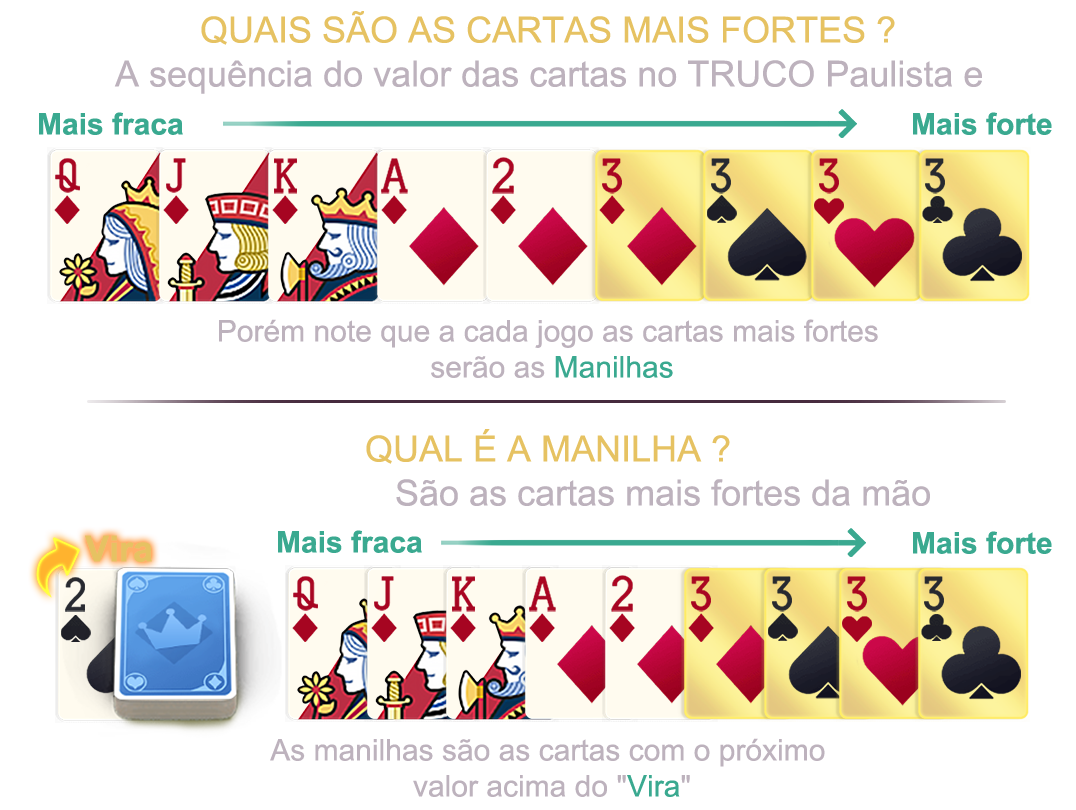 QUAIS SÃO AS CARTAS MAIS FORTES ?
A sequência do valor das cartas no TRUCO Paulista e
Mais fraca Mais forte
Q J K A 2 3 3 3 3
Porém note que a cada jogo as cartas mais fortes
serão as Manilhas
QUAL É A MANILHA ?
São as cartas mais fortes da mão
Vira Mais fraca Mais forte
2 Q J K A 2 3 3 3 3
As manilhas são as cartas com o próximo
valor acima do "Vira"